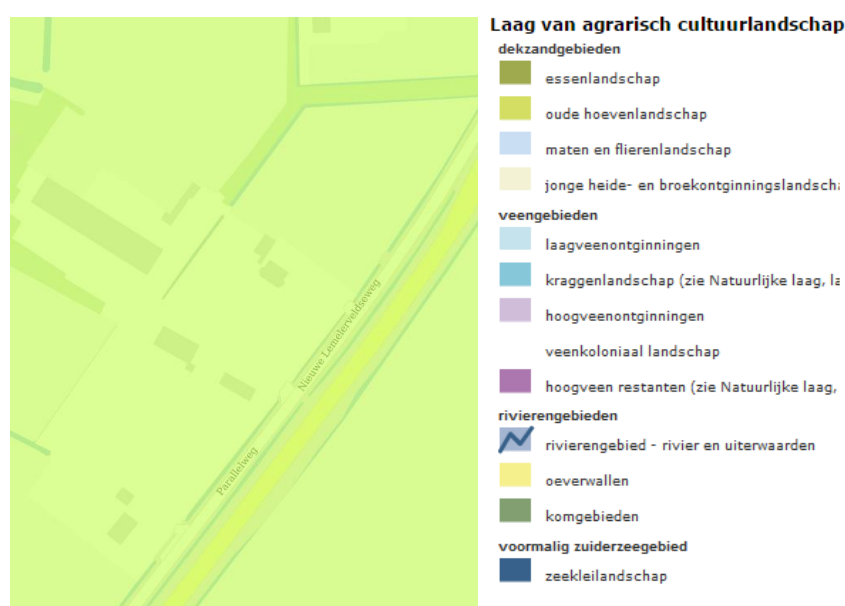 Laag van agrarisch cultuurlandschap
dekzandgebieden
essenlandschap
oude hoevenlandschap
maten en flierenlandschap
jonge heide- en broekontginningslandscha
veengebieden
laagveenontginningen
kraggenlandschap (zie Natuurlijke laag, la
hoogveenontginningen
veenkoloniaal landschap
hoogveen restanten (zie Natuurlijke laag,
rivierengebieden
rivierengebied - rivier en uiterwaarden
oeverwallen
komgebieden
voormalig zuiderzeegebied
zeekleilandschap
Nieuwe Lemelerveldseweg
Parallelweg